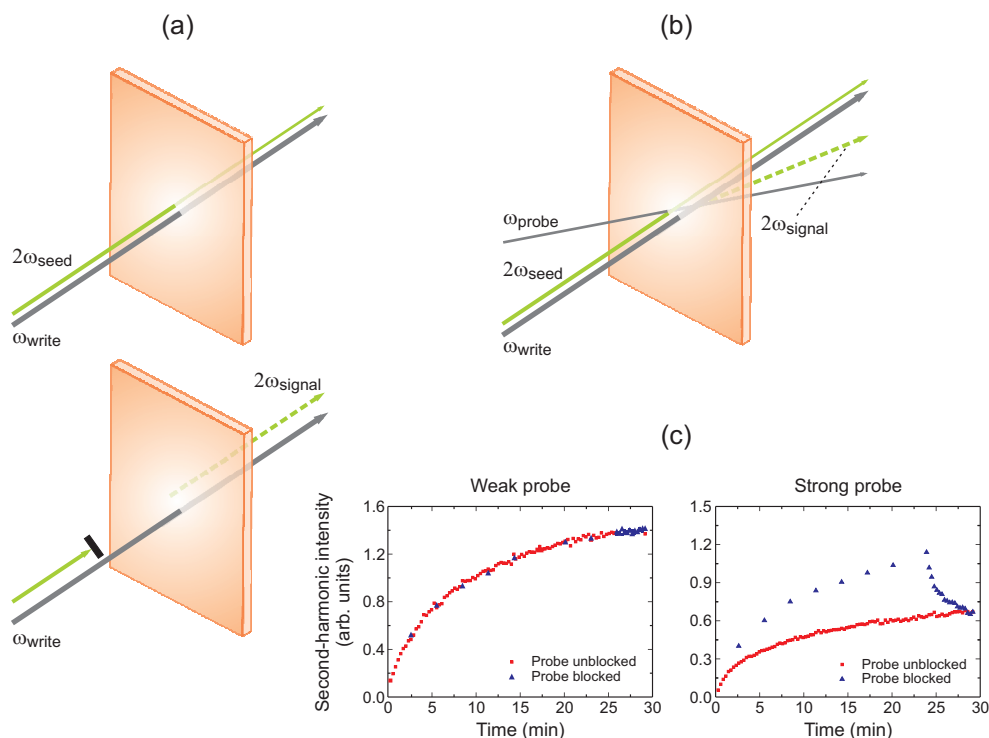 (a)
2ωseed
ωwrite
2ωsignal
ωwrite
(b)
ωprobe
2ωseed
ωwrite
2ωsignal
(c)
Weak probe
Second-harmonic intensity
(arb. units)
1.6
1.2
0.8
0.4
0.0
Probe unblocked
Probe blocked
0 5 10 15 20 25 30
Time (min)
Strong probe
1.5
1.2
0.9
0.6
0.3
0.0
Probe unblocked
Probe blocked
0 5 10 15 20 25 30
Time (min)